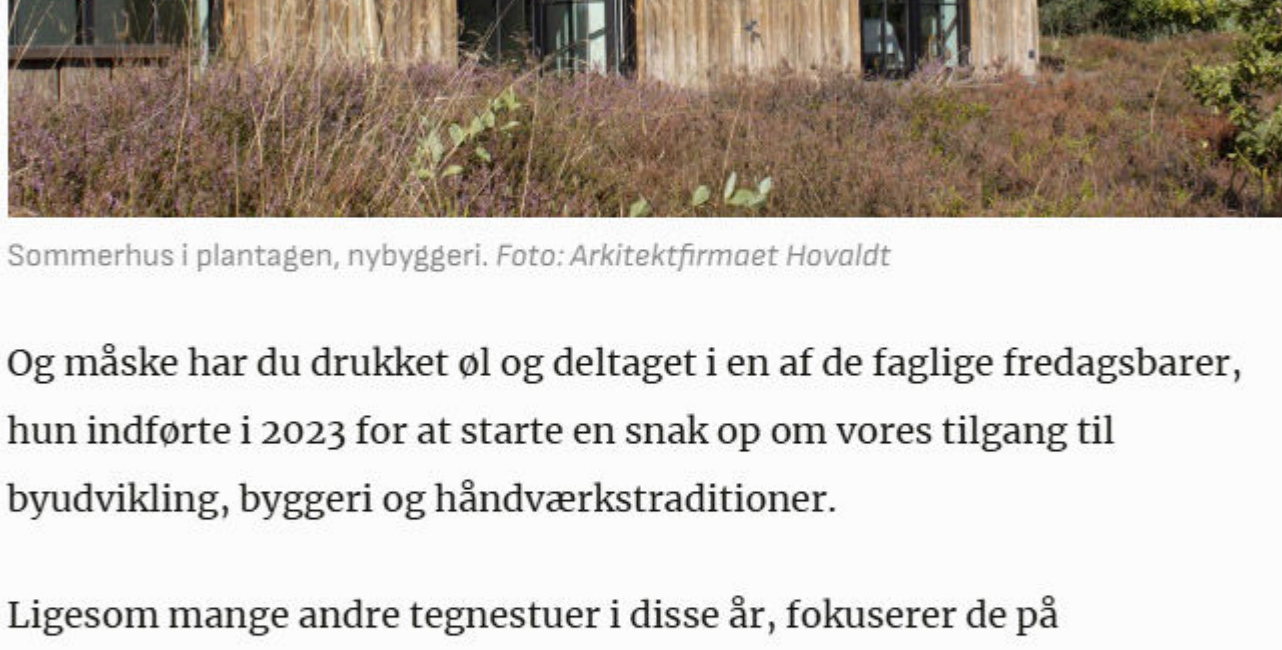 Sommerhus i plantagen, nybyggeri. Foto: Arkitektfirmaet Hovaldt
Og måske har du drukket øl og deltaget i en af de faglige fredagsbarer,
hun indførte i 2023 for at starte en snak op om vores tilgang til
byudvikling, byggeri og håndværkstraditioner.
Ligesom mange andre tegnestuer i disse år, fokuserer de på